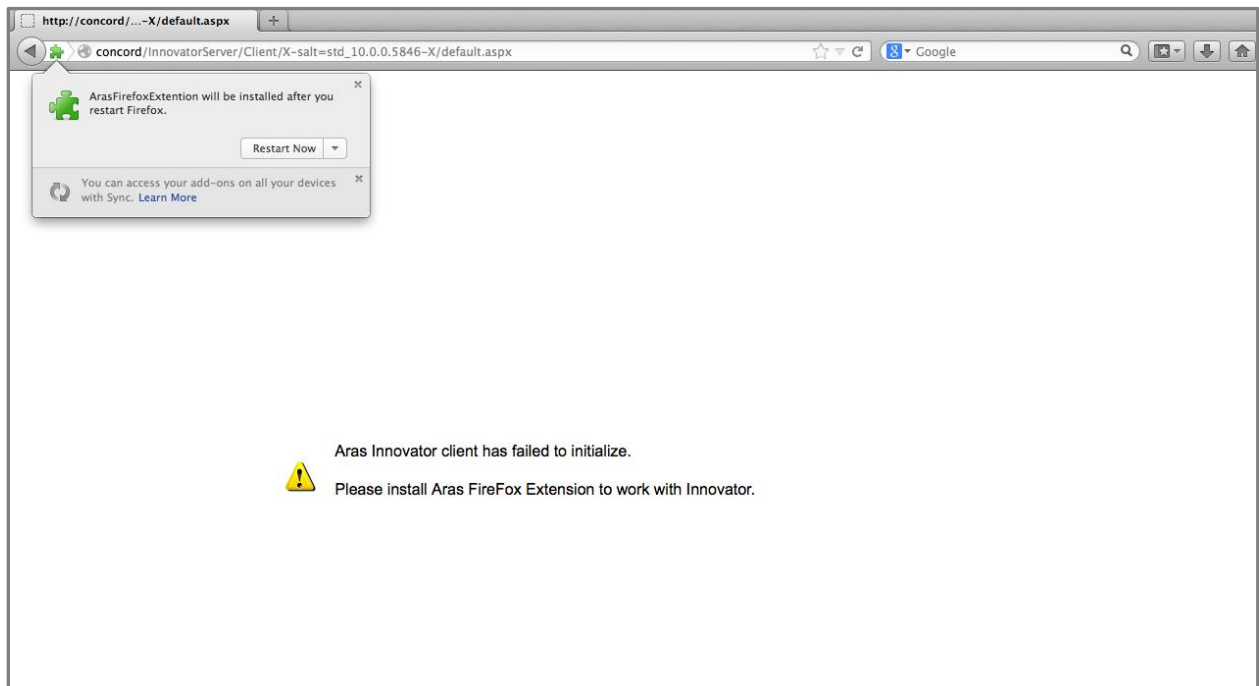 http://concord/...-X/default.aspx
concord/InnovatorServer/Client/X-salt=std_10.0.0.5846-X/default.aspx
Google
ArasFirefoxExtention will be installed after you
restart Firefox.
Restart Now
You can access your add-ons on all your devices
with Sync. Learn More
Aras Innovator client has failed to initialize.
Please install Aras FireFox Extension to work with Innovator.